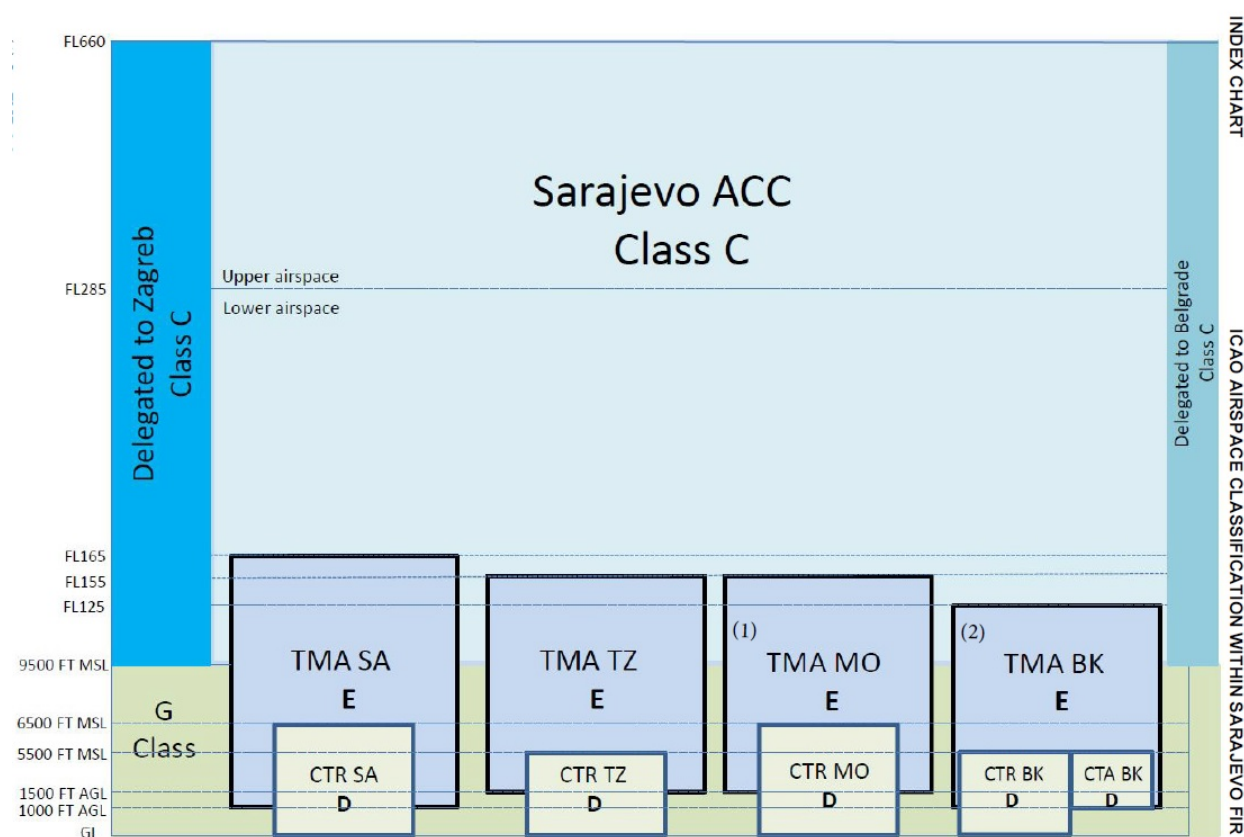 FL660
INDEX CHART
Sarajevo ACC
Class C
Delegated to Zagreb
Class C
Delegated to Belgrade
Class C
Upper airspace
FL285
Lower airspace
ICAO AIRSPACE CLASSIFICATION WITHIN SARAJEVO FIR
FL165
FL155
FL125
(1)
(2)
TMA SA
E
TMA TZ
E
TMA MO
E
TMA BK
E
9500 FT MSL
G
Class
6500 FT MSL
5500 FT MSL
CTR SA
D
CTR TZ
D
CTR MO
D
CTR BK
D
CTA BK
D
1500 FT AGL
1000 FT AGL